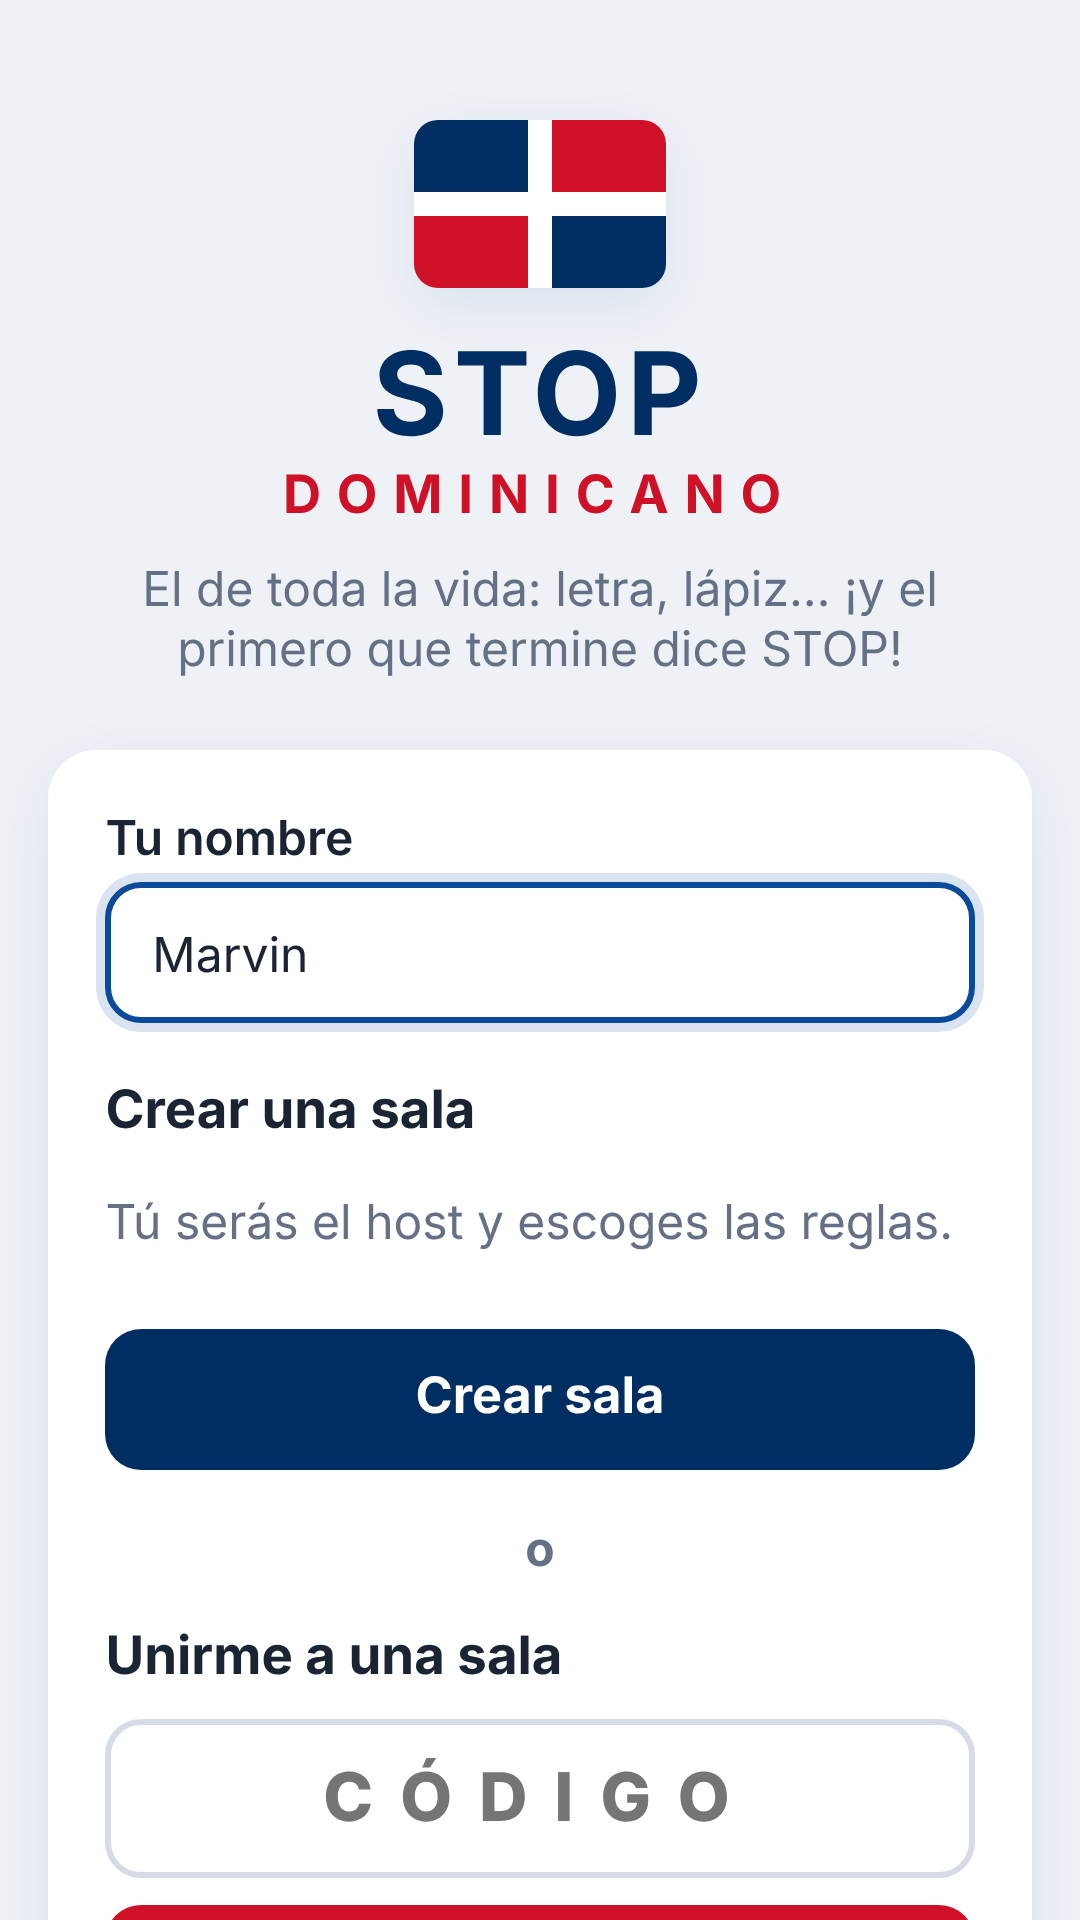 STOP
DOMINICANO
El de toda la vida: letra, lápiz... ¡y el
primero que termine dice STOP!
Tu nombre
Marvin
Crear una sala
Tú serás el host y escoges las reglas.
Crear sala
o
Unirme a una sala
CÓDIGO